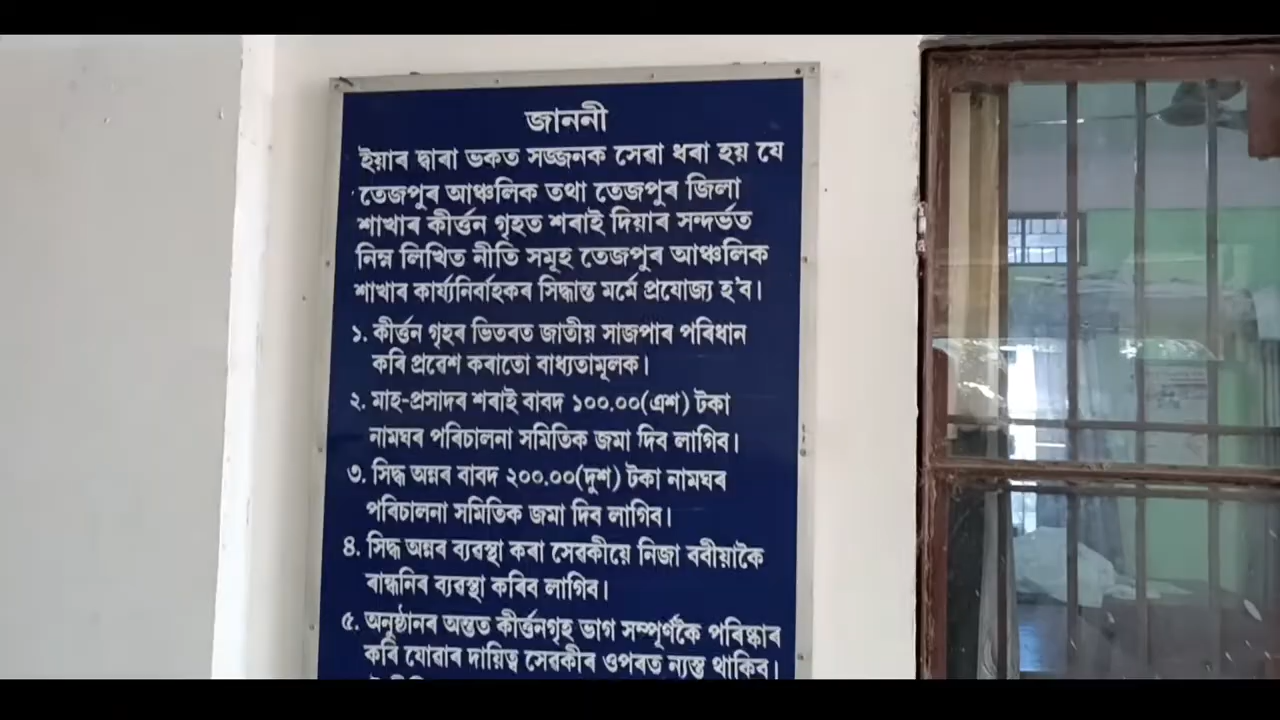 জাননী
ইয়াৰ দ্বাৰা ভকত সজ্জনক সেৱা ধৰা হয় যে
তেজপুৰ আঞ্চলিক তথা তেজপুৰ জিলা
শাখাৰ কীৰ্ত্তন গৃহত শৰাই দিয়াৰ সন্দৰ্ভত
নিম্ন লিখিত নীতি সমূহ তেজপুৰ আঞ্চলিক
শাখাৰ কাৰ্য্যনিৰ্বাহকৰ সিদ্ধান্ত মৰ্মে প্ৰযোজ্য হ'ব।
১. কীৰ্ত্তন গৃহৰ ভিতৰত জাতীয় সাজপাৰ পৰিধান
কৰি প্ৰৱেশ কৰাতো বাধ্যতামূলক।
২. মাহ-প্ৰসাদৰ শৰাই বাবদ ১০০.০০(এশ) টকা
নামঘৰ পৰিচালনা সমিতিক জমা দিব লাগিব।
৩. সিদ্ধ অন্নৰ বাবদ ২০০.০০(দুশ) টকা নামঘৰ
পৰিচালনা সমিতিক জমা দিব লাগিব।
৪. সিদ্ধ অন্নৰ ব্যৱস্থা কৰা সেৱকীয়ে নিজা ববীয়াকৈ
ৰান্ধনিৰ ব্যৱস্থা কৰিব লাগিব।
৫. অনুষ্ঠানৰ অন্তত কীৰ্ত্তনগৃহ ভাগ সম্পূৰ্ণকৈ পৰিষ্কাৰ
কৰি যোৱাৰ দায়িত্ব সেৱকীৰ ওপৰত ন্যস্ত থাকিব।